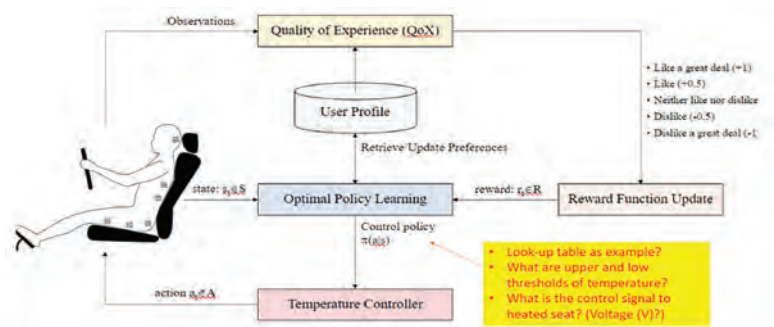 Observations
Quality of Experience (QoX)
• Like a great deal (+1)
• Like (+0.5)
• Neither like nor dislike
• Dislike (-0.5)
• Dislike a great deal (-1
User Profile
Retrieve Update Preferences
state: sₜ∈S
Optimal Policy Learning
reward: rₜ∈R
Reward Function Update
Control policy
π(a|s)
• Look-up table as example?
• What are upper and low
thresholds of temperature?
• What is the control signal to
heated seat? (Voltage (V)?)
action aₜ∈A
Temperature Controller